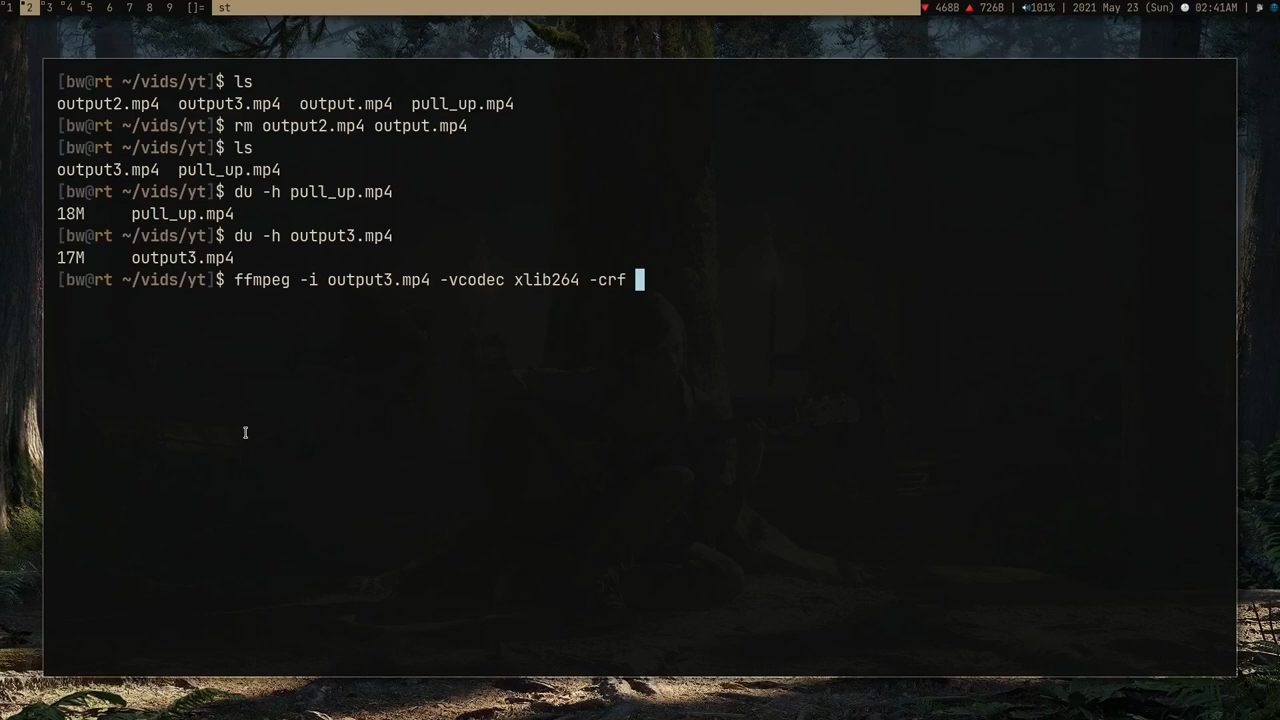 1 2 3 4 5 6 7 8 9 []= st 468B 726B | 101% | 2021 May 23 (Sun) 02:41AM |
[bw@rt ~/vids/yt]$ ls
output2.mp4  output3.mp4  output.mp4  pull_up.mp4
[bw@rt ~/vids/yt]$ rm output2.mp4 output.mp4
[bw@rt ~/vids/yt]$ ls
output3.mp4  pull_up.mp4
[bw@rt ~/vids/yt]$ du -h pull_up.mp4
18M     pull_up.mp4
[bw@rt ~/vids/yt]$ du -h output3.mp4
17M     output3.mp4
[bw@rt ~/vids/yt]$ ffmpeg -i output3.mp4 -vcodec xlib264 -crf